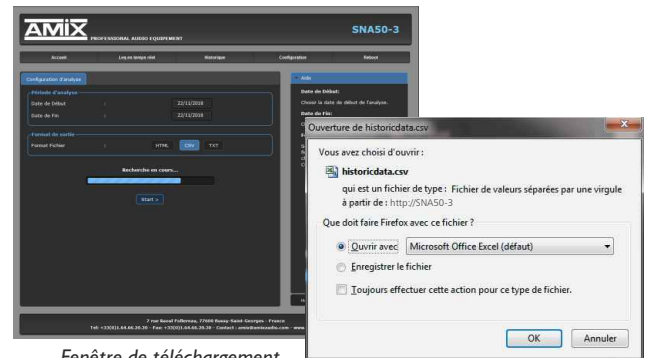 AMIX PROFESSIONAL AUDIO EQUIPEMENT
SNA50-3
Accueil Leq en temps réel Historique Configuration Reboot
Configuration d'analyse
Période d'analyse
Date de Début : 22/11/2018
Date de Fin : 22/11/2018
Format de sortie
Format Fichier : HTML CSV TXT
Recherche en cours...
Start >
Aide
Date de Début:
Choisir la date de début de l'analyse.
Date de Fin:
7 rue Raoul Follereau, 77600 Bussy-Saint-Georges - France
Ouverture de historicdata.csv
Vous avez choisi d'ouvrir :
historicdata.csv
qui est un fichier de type : Fichier de valeurs séparées par une virgule
à partir de : http://SNA50-3
Que doit faire Firefox avec ce fichier ?
Ouvrir avec Microsoft Office Excel (défaut)
Enregistrer le fichier
Toujours effectuer cette action pour ce type de fichier.
OK Annuler
Fenêtre de téléchargement